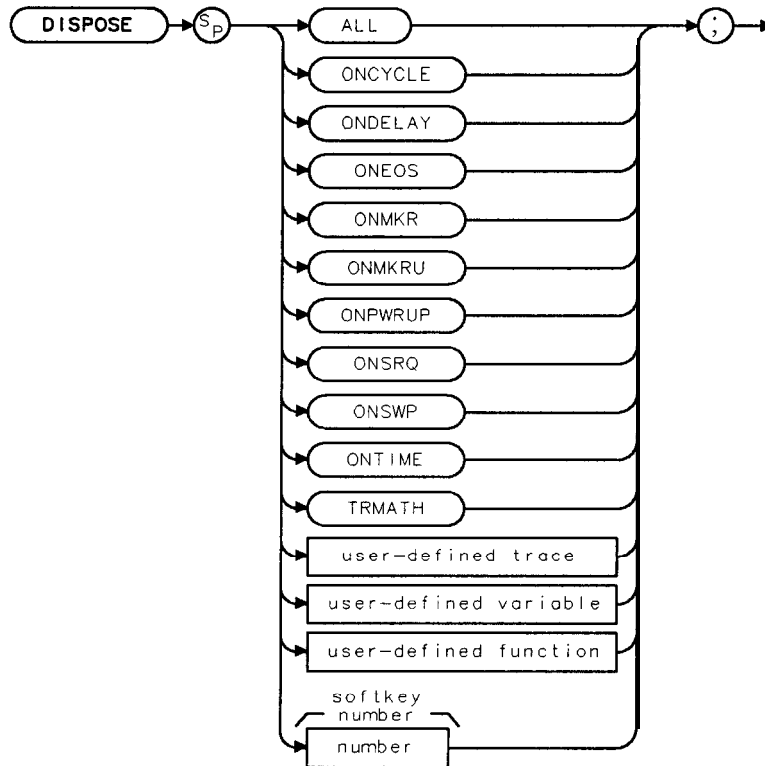 DISPOSE SP ALL ;
ONCYCLE
ONDELAY
ONEOS
ONMKR
ONMKRU
ONPWRUP
ONSRQ
ONSWP
ONTIME
TRMATH
user-defined trace
user-defined variable
user-defined function
softkey
number
number